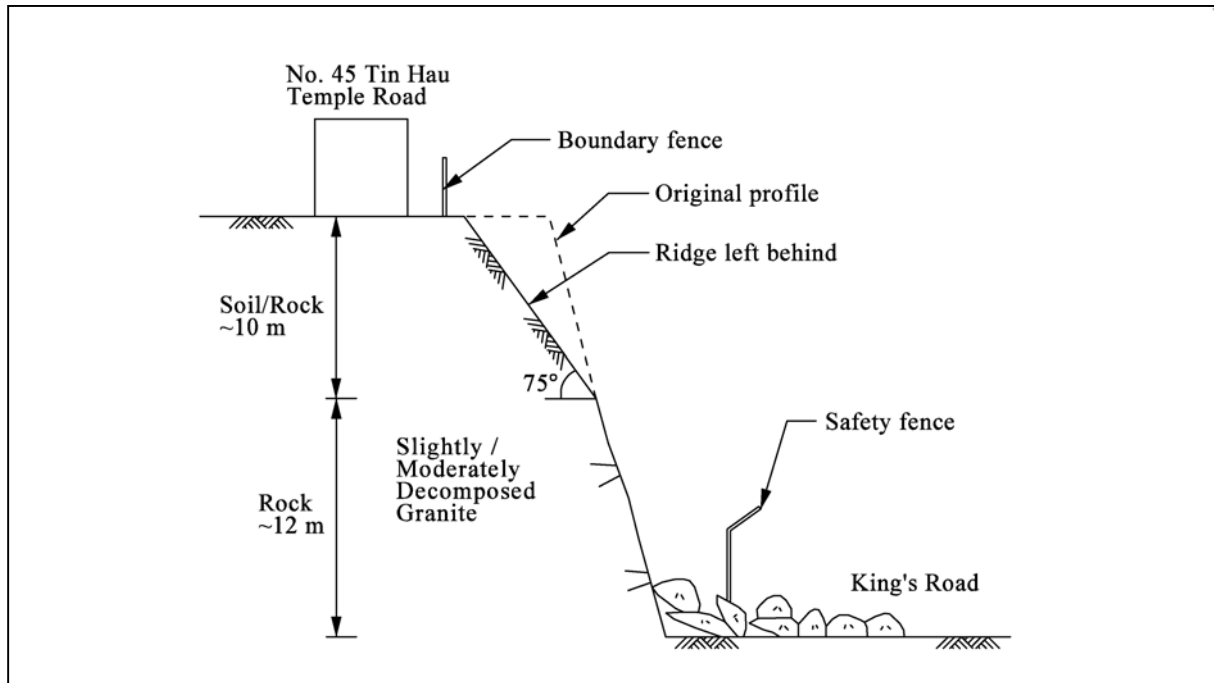 No. 45 Tin Hau
Temple Road
Boundary fence
Original profile
Ridge left behind
Soil/Rock
~10 m
75°
Safety fence
Slightly /
Moderately
Decomposed
Granite
Rock
~12 m
King's Road